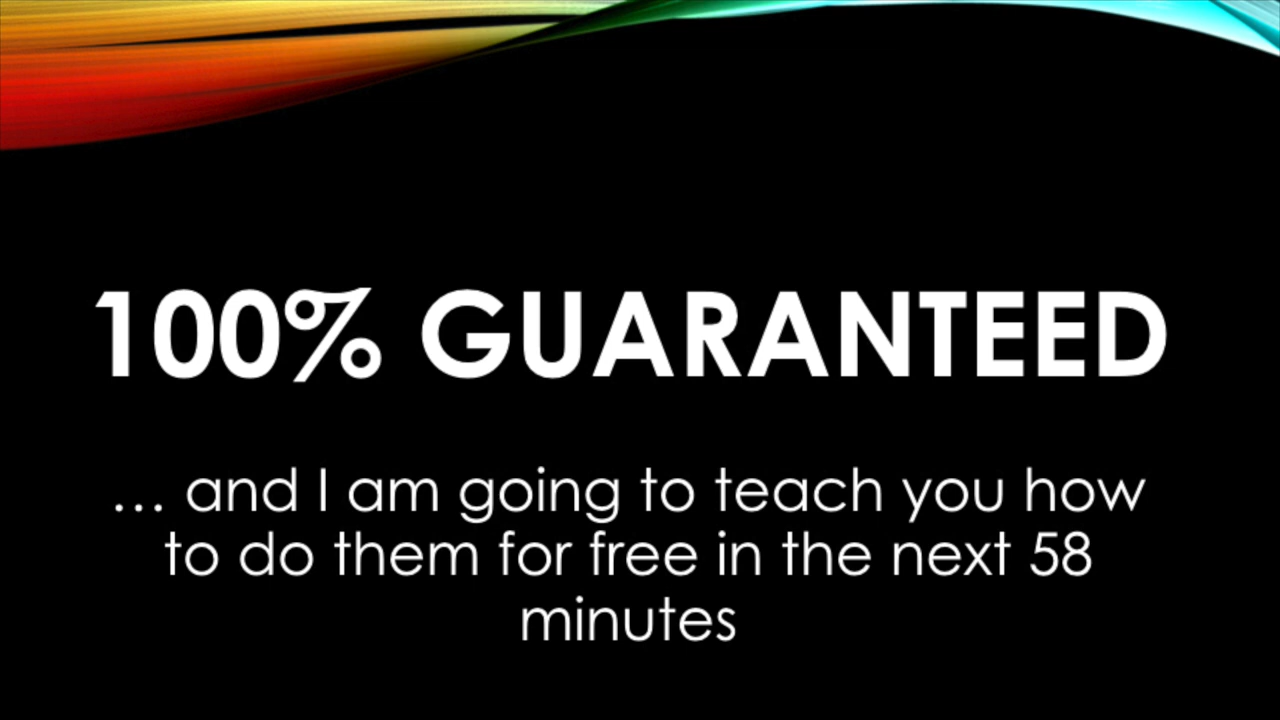 100% GUARANTEED
... and I am going to teach you how
to do them for free in the next 58
minutes